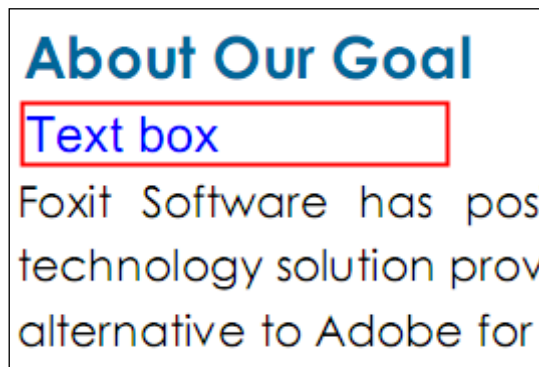 About Our Goal
Text box
Foxit Software has pos
technology solution prov
alternative to Adobe for